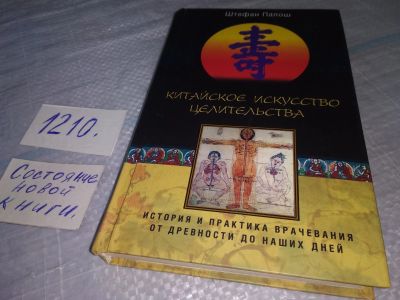 Штефан Палош
壽
КИТАЙСКОЕ ИСКУССТВО
ЦЕЛИТЕЛЬСТВА
ИСТОРИЯ И ПРАКТИКА ВРАЧЕВАНИЯ
ОТ ДРЕВНОСТИ ДО НАШИХ ДНЕЙ
1210.
Состояние
новой
книги.